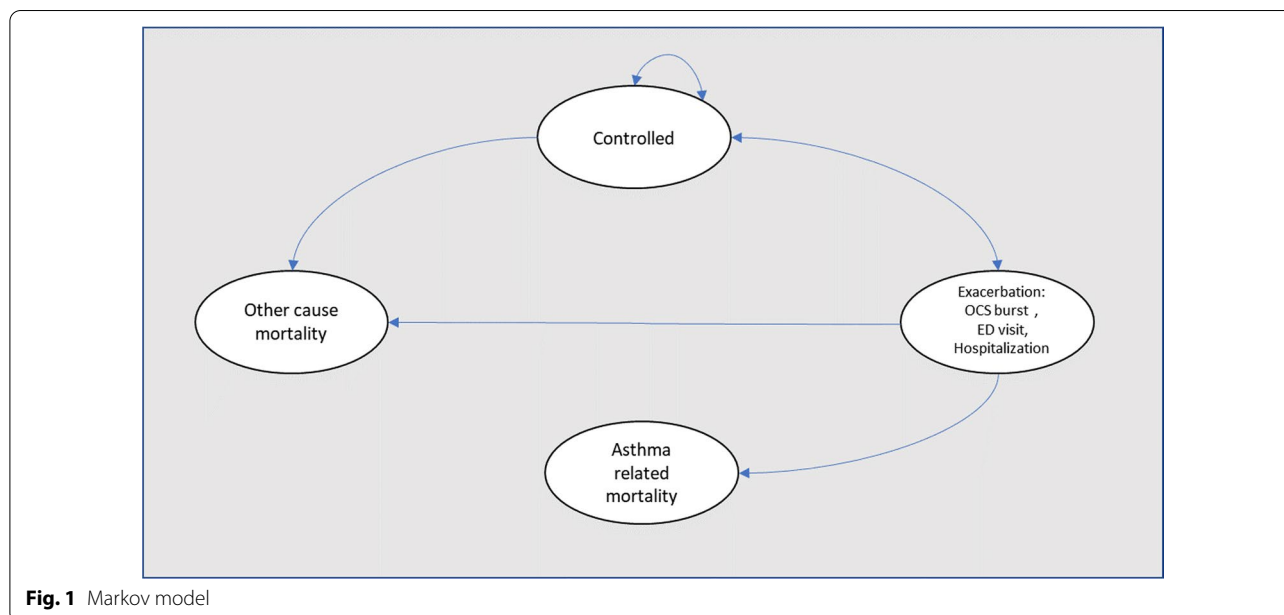 Controlled
Other cause
mortality
Exacerbation:
OCS burst ,
ED visit,
Hospitalization
Asthma
related
mortality
Fig. 1 Markov model